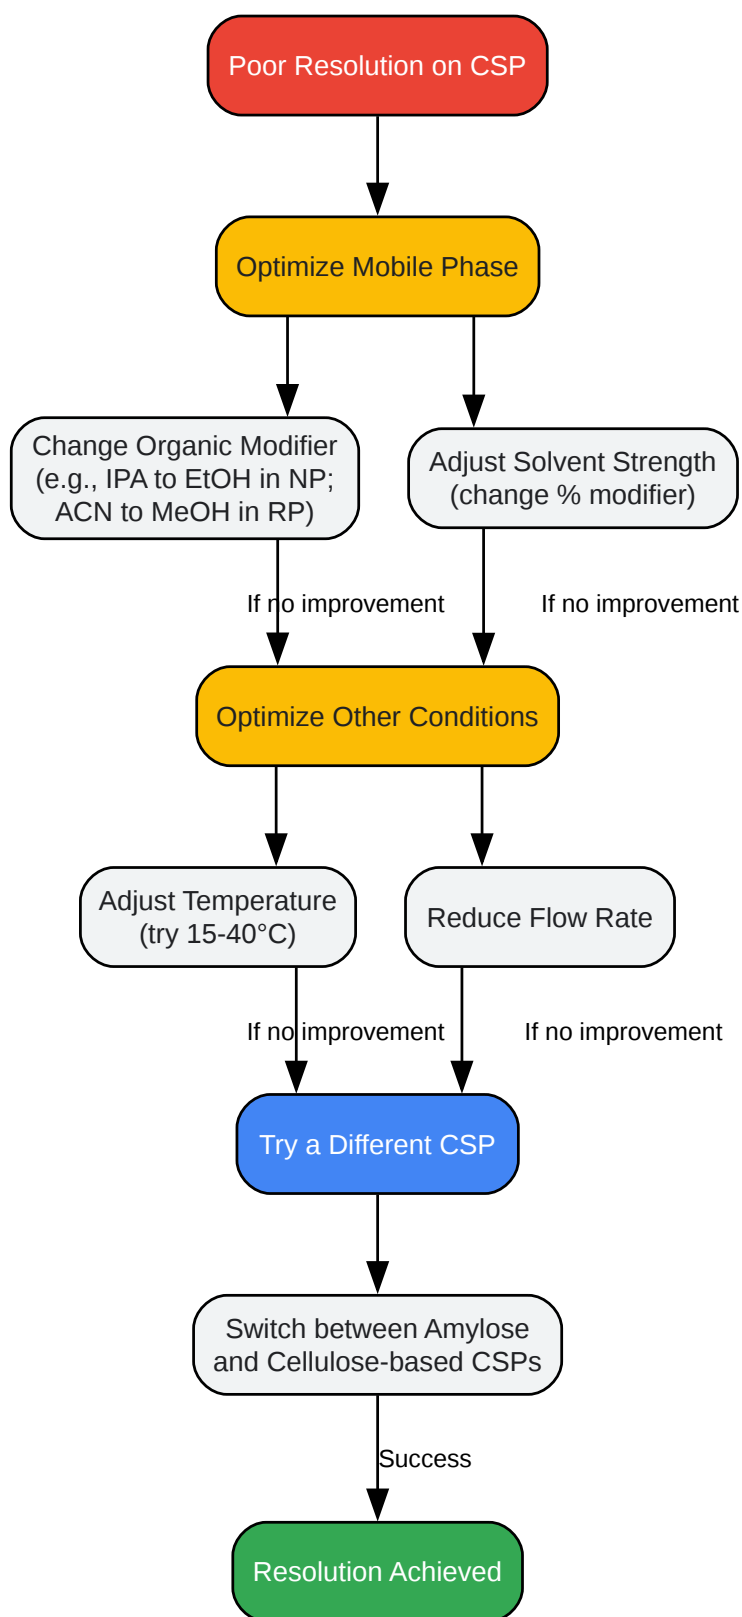 Poor Resolution on CSP
Optimize Mobile Phase
Change Organic Modifier
(e.g., IPA to EtOH in NP;
ACN to MeOH in RP)
Adjust Solvent Strength
(change % modifier)
If no improvement
If no improvement
Optimize Other Conditions
Adjust Temperature
(try 15-40°C)
Reduce Flow Rate
If no improvement
If no improvement
Try a Different CSP
Switch between Amylose
and Cellulose-based CSPs
Success
Resolution Achieved